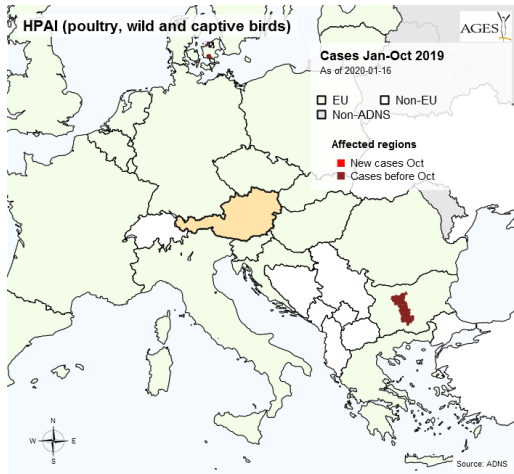 HPAI (poultry, wild and captive birds)
AGES
Cases Jan-Oct 2019
As of 2020-01-16
EU
Non-EU
Non-ADNS
Affected regions
New cases Oct
Cases before Oct
N
W
E
S
Source: ADNS